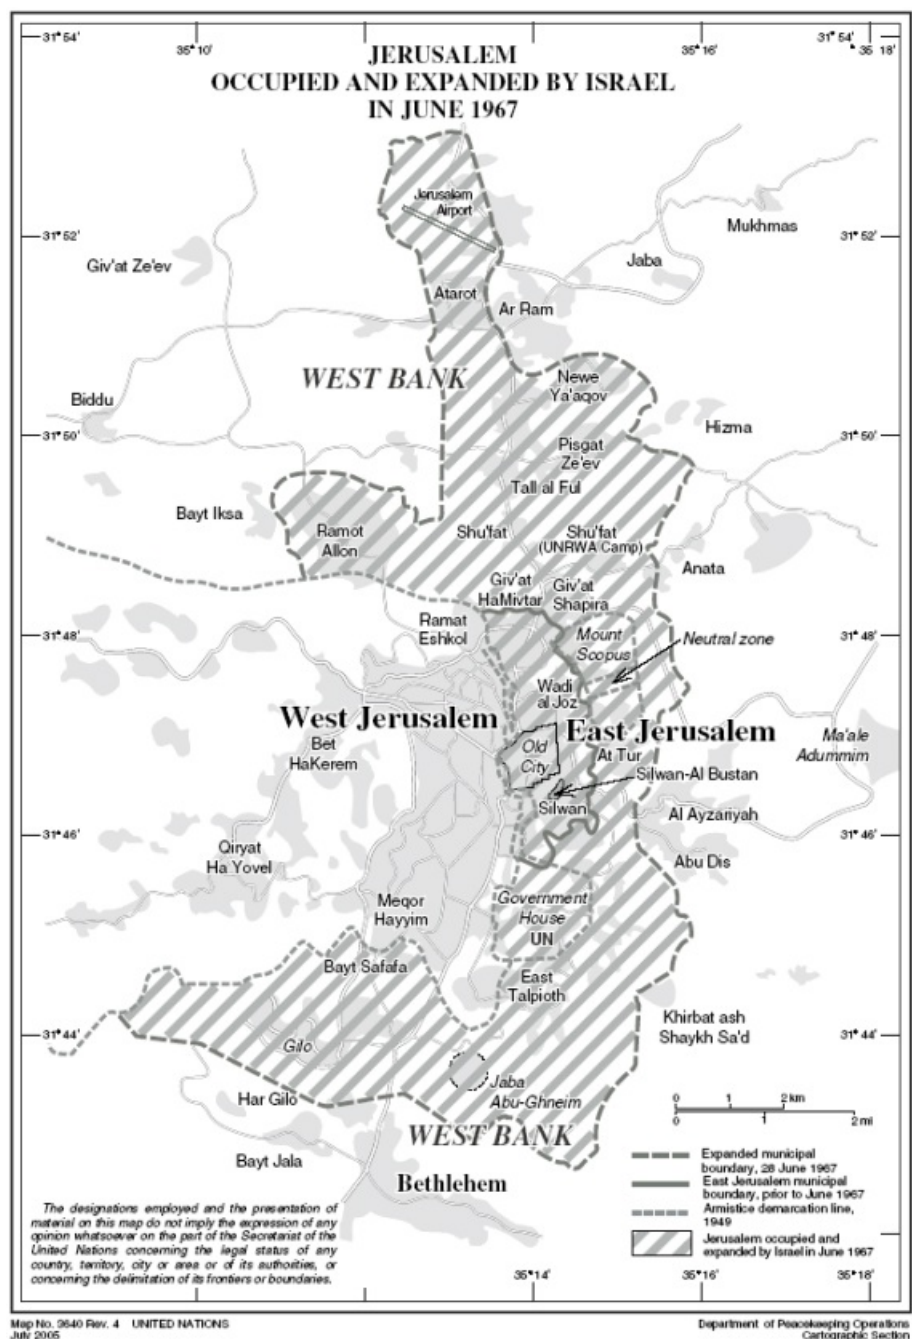 31° 54'
35° 10'
35° 16'
31° 54'
35 18'
JERUSALEM
OCCUPIED AND EXPANDED BY ISRAEL
IN JUNE 1967
Jerusalem
Airport
Mukhmas
31° 52'
31° 52'
Giv'at Ze'ev
Jaba
Atarot
Ar Ram
WEST BANK
Newe
Ya'aqov
Biddu
Hizma
31° 50'
31° 50'
Pisgat
Ze'ev
Tall al Ful
Bayt Iksa
Ramot
Allon
Shu'fat
Shu'fat
(UNRWA Camp)
Anata
Giv'at
HaMivtar
Giv'at
Shapira
Ramat
Eshkol
31° 48'
31° 48'
Mount
Scopus
Neutral zone
Wadi
al Joz
West Jerusalem
East Jerusalem
Bet
HaKerem
Old
City
At Tur
Ma'ale
Adummim
Silwan-Al Bustan
Silwan
Al Ayzariyah
31° 46'
31° 46'
Qiryat
Ha Yovel
Abu Dis
Meqor
Hayyim
Government
House
UN
Bayt Safafa
East
Talpioth
Khirbat ash
Shaykh Sa'd
31° 44'
31° 44'
Gilo
Jaba
Abu-Ghneim
Har Gilo
0 1 2 km
0 1 2 mi
WEST BANK
Bayt Jala
Bethlehem
Expanded municipal
boundary, 28 June 1967
East Jerusalem municipal
boundary, prior to June 1967
Armistice demarcation line,
1949
Jerusalem occupied and
expanded by Israel in June 1967
The designations employed and the presentation of
material on this map do not imply the expression of any
opinion whatsoever on the part of the Secretariat of the
United Nations concerning the legal status of any
country, territory, city or area or of its authorities, or
concerning the delimitation of its frontiers or boundaries.
35° 14'
35° 16'
35° 18'
Map No. 3640 Rev. 4 UNITED NATIONS
July 2005
Department of Peacekeeping Operations
Cartographic Section